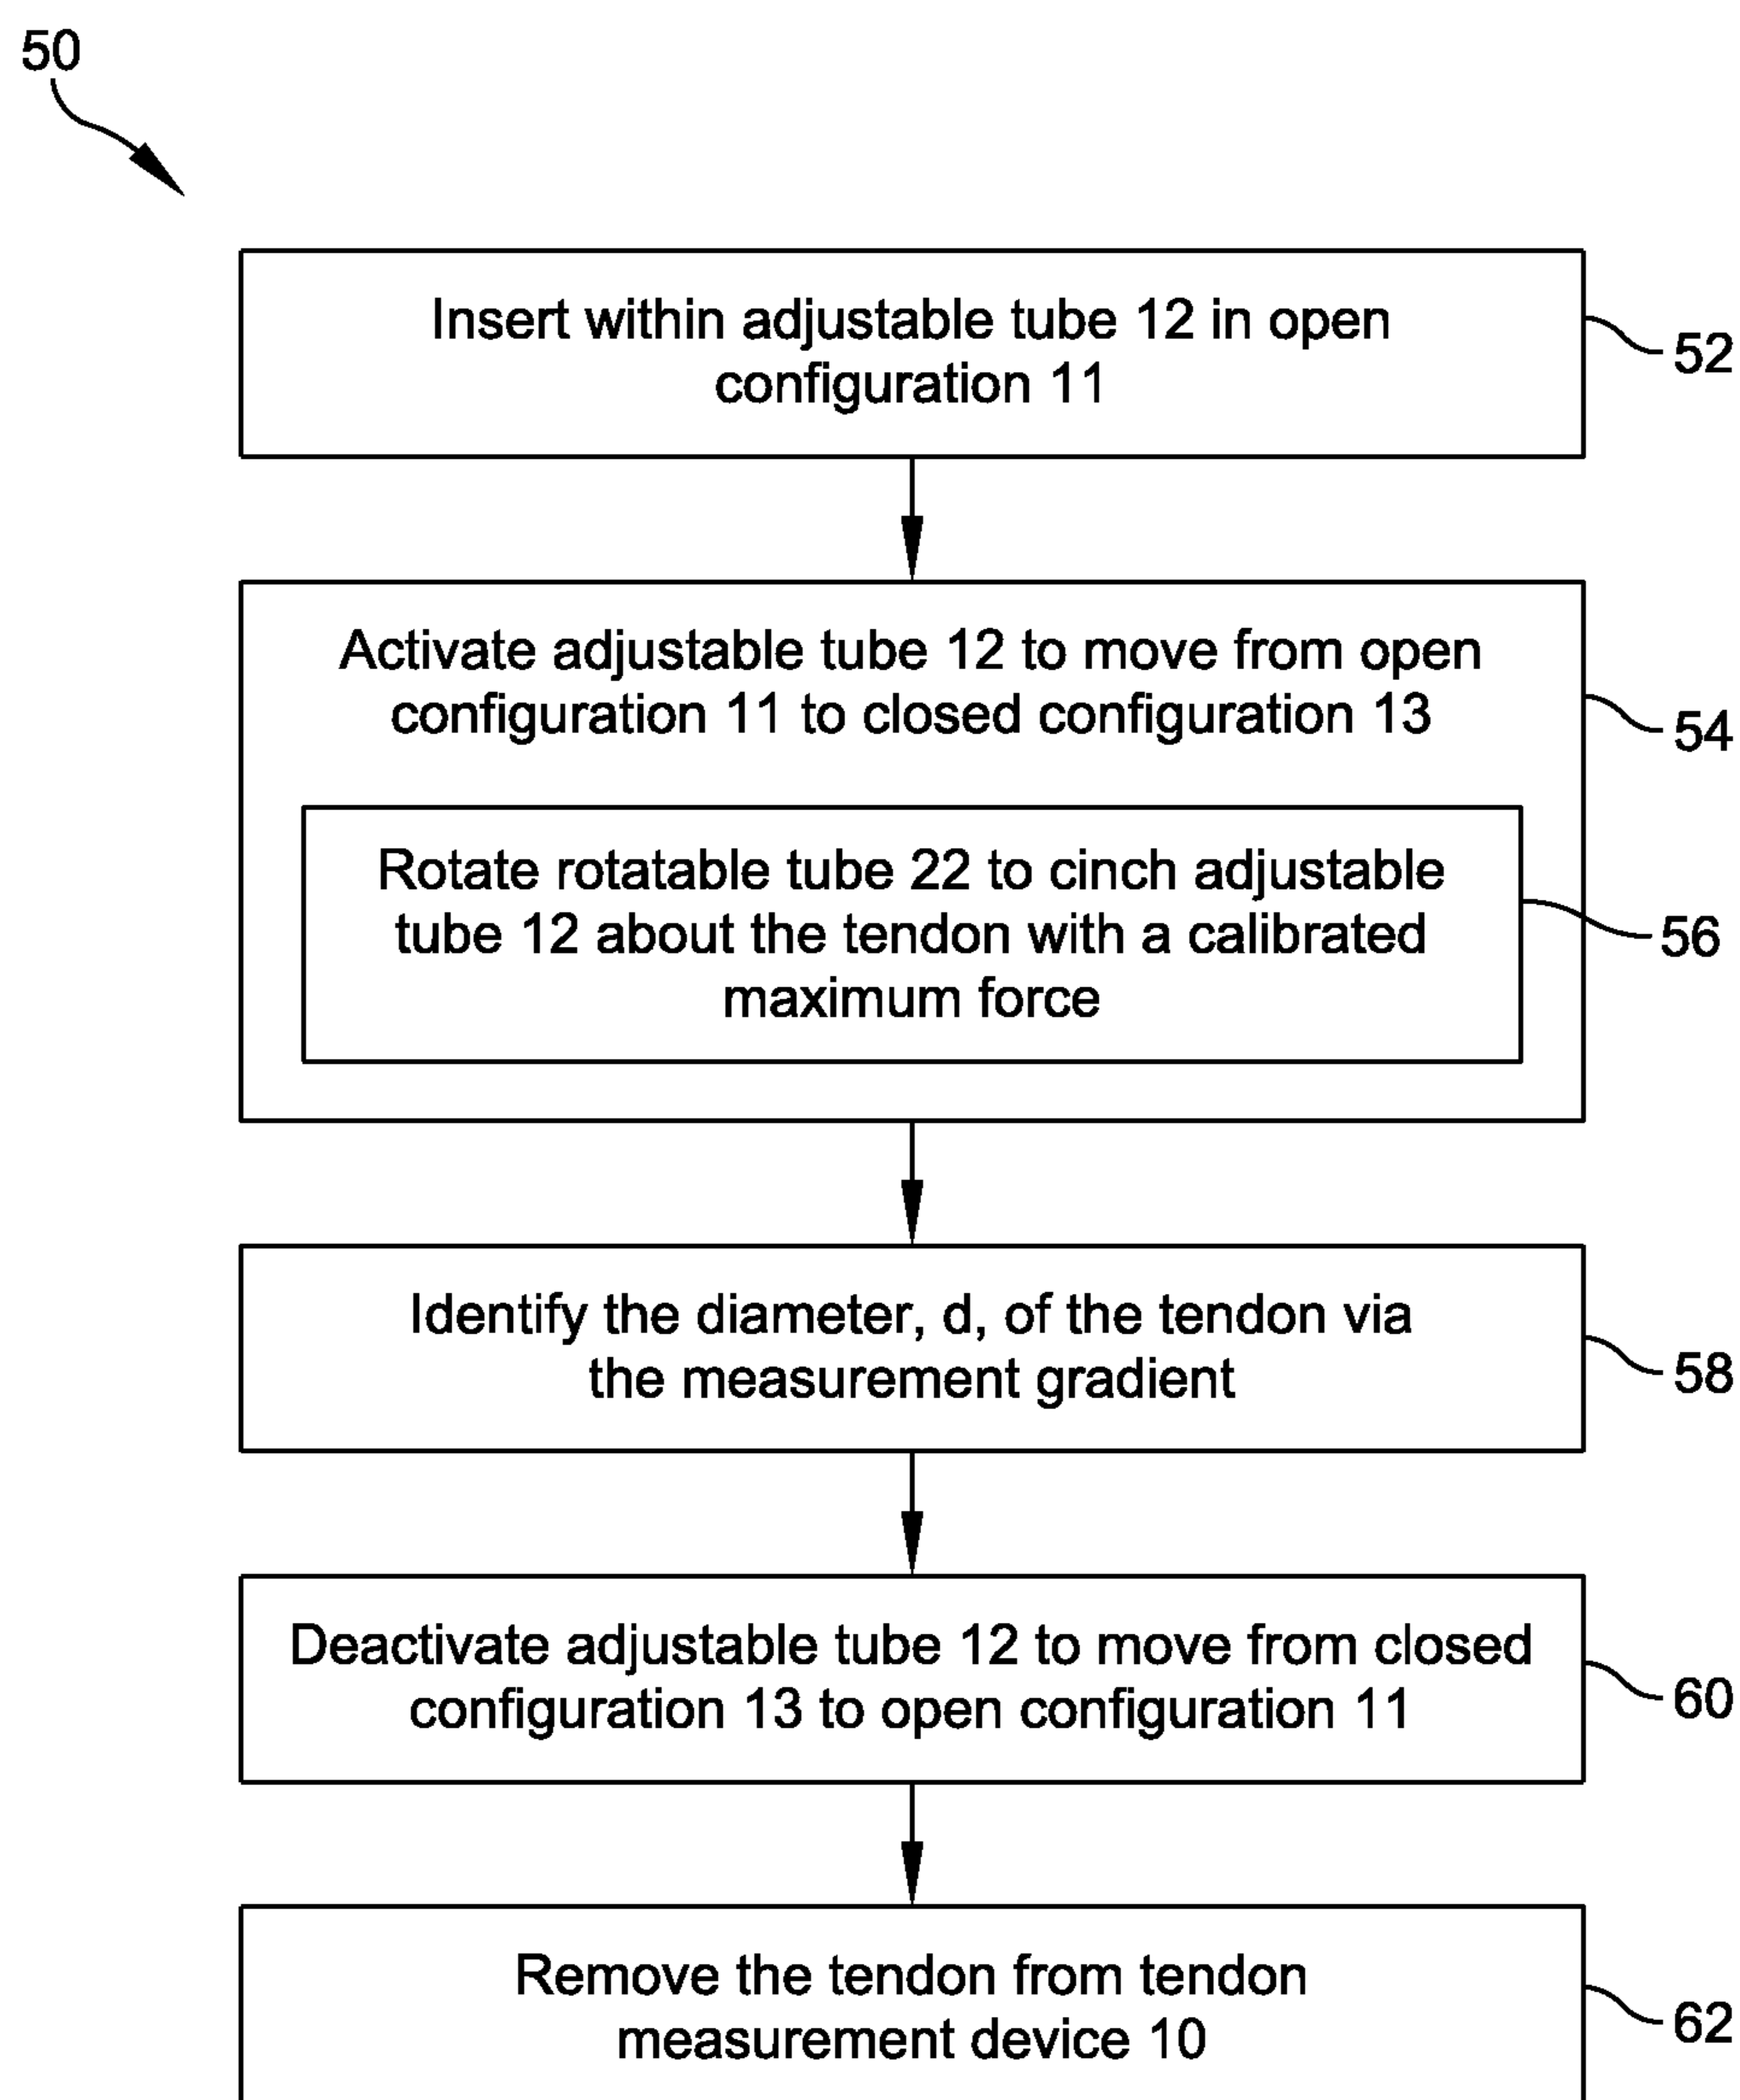 50
Insert within adjustable tube 12 in open
configuration 11
52
Activate adjustable tube 12 to move from open
configuration 11 to closed configuration 13
54
Rotate rotatable tube 22 to cinch adjustable
tube 12 about the tendon with a calibrated
maximum force
56
Identify the diameter, d, of the tendon via
the measurement gradient
58
Deactivate adjustable tube 12 to move from closed
configuration 13 to open configuration 11
60
Remove the tendon from tendon
measurement device 10
62